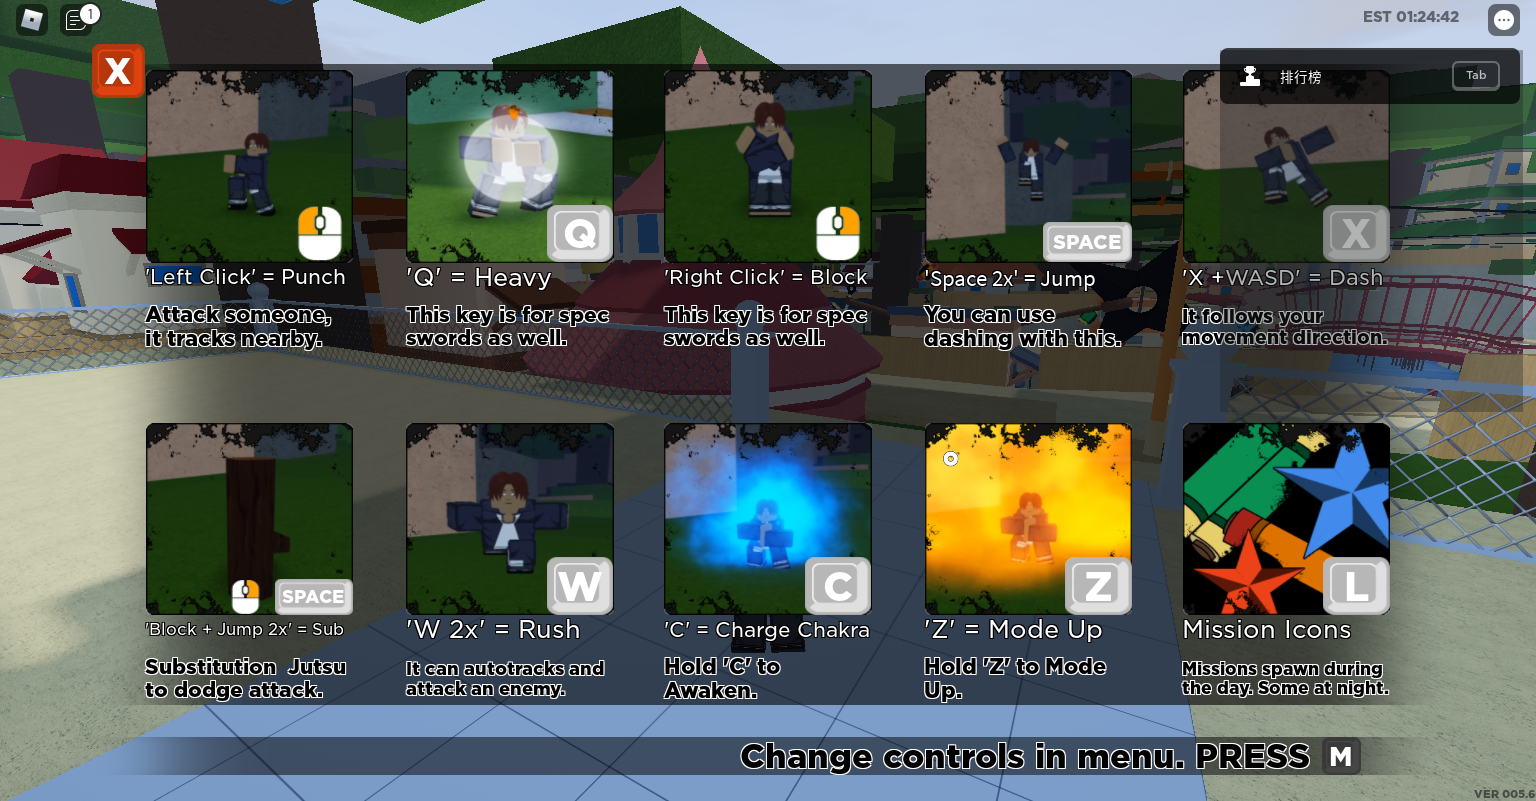 1
EST 01:24:42
X
排行榜
Tab
Q
SPACE
X
'Left Click' = Punch
'Q' = Heavy
'Right Click' = Block
'Space 2x' = Jump
'X +WASD' = Dash
Attack someone,
it tracks nearby.
This key is for spec
swords as well.
This key is for spec
swords as well.
You can use
dashing with this.
It follows your
movement direction.
SPACE
W
C
Z
L
'Block + Jump 2x' = Sub
'W 2x' = Rush
'C' = Charge Chakra
'Z' = Mode Up
Mission Icons
Substitution Jutsu
to dodge attack.
It can autotracks and
attack an enemy.
Hold 'C' to
Awaken.
Hold 'Z' to Mode
Up.
Missions spawn during
the day. Some at night.
Change controls in menu. PRESS M
VER 005.6